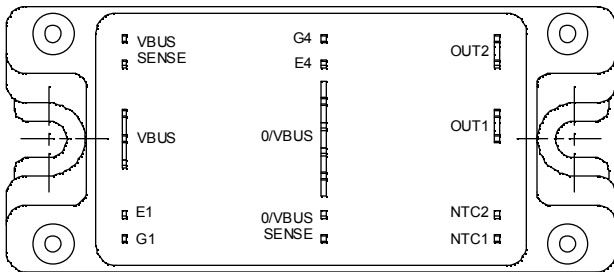 VBUS
SENSE
G4
E4
OUT2
VBUS
0/VBUS
OUT1
E1
G1
0/VBUS
SENSE
NTC2
NTC1